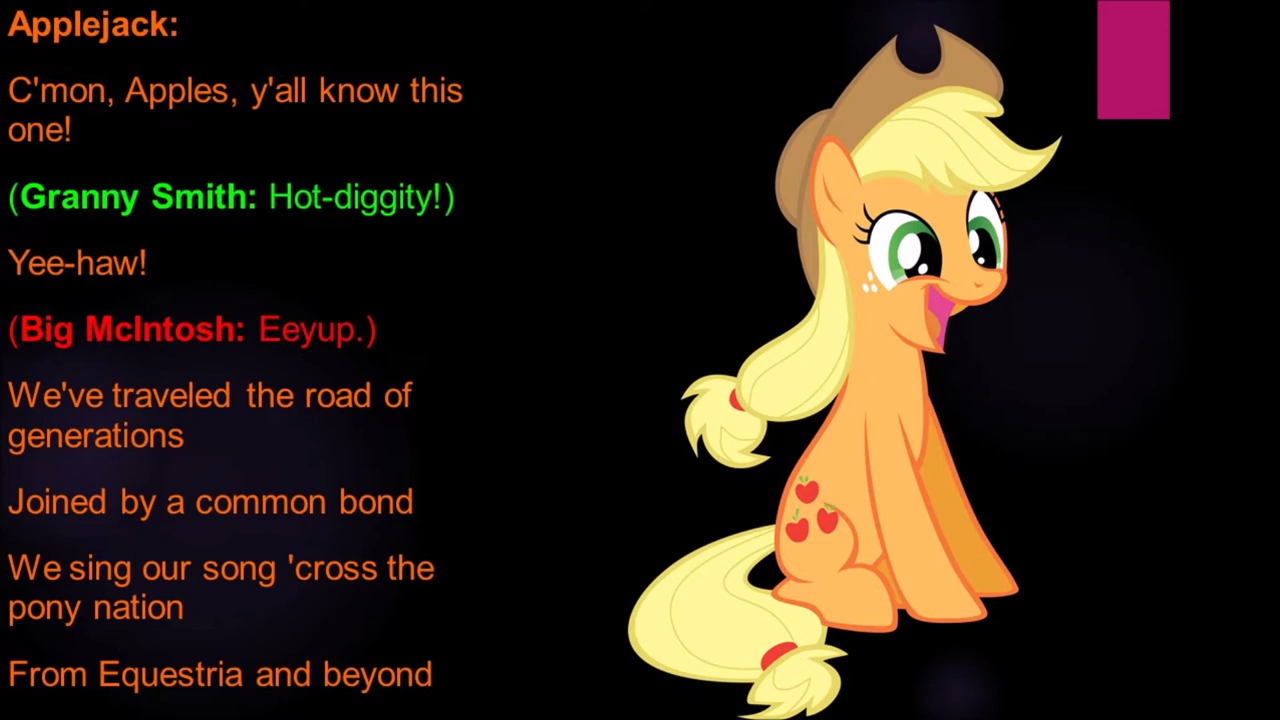 Applejack:
C'mon, Apples, y'all know this
one!
(Granny Smith: Hot-diggity!)
Yee-haw!
(Big McIntosh: Eeyup.)
We've traveled the road of
generations
Joined by a common bond
We sing our song 'cross the
pony nation
From Equestria and beyond